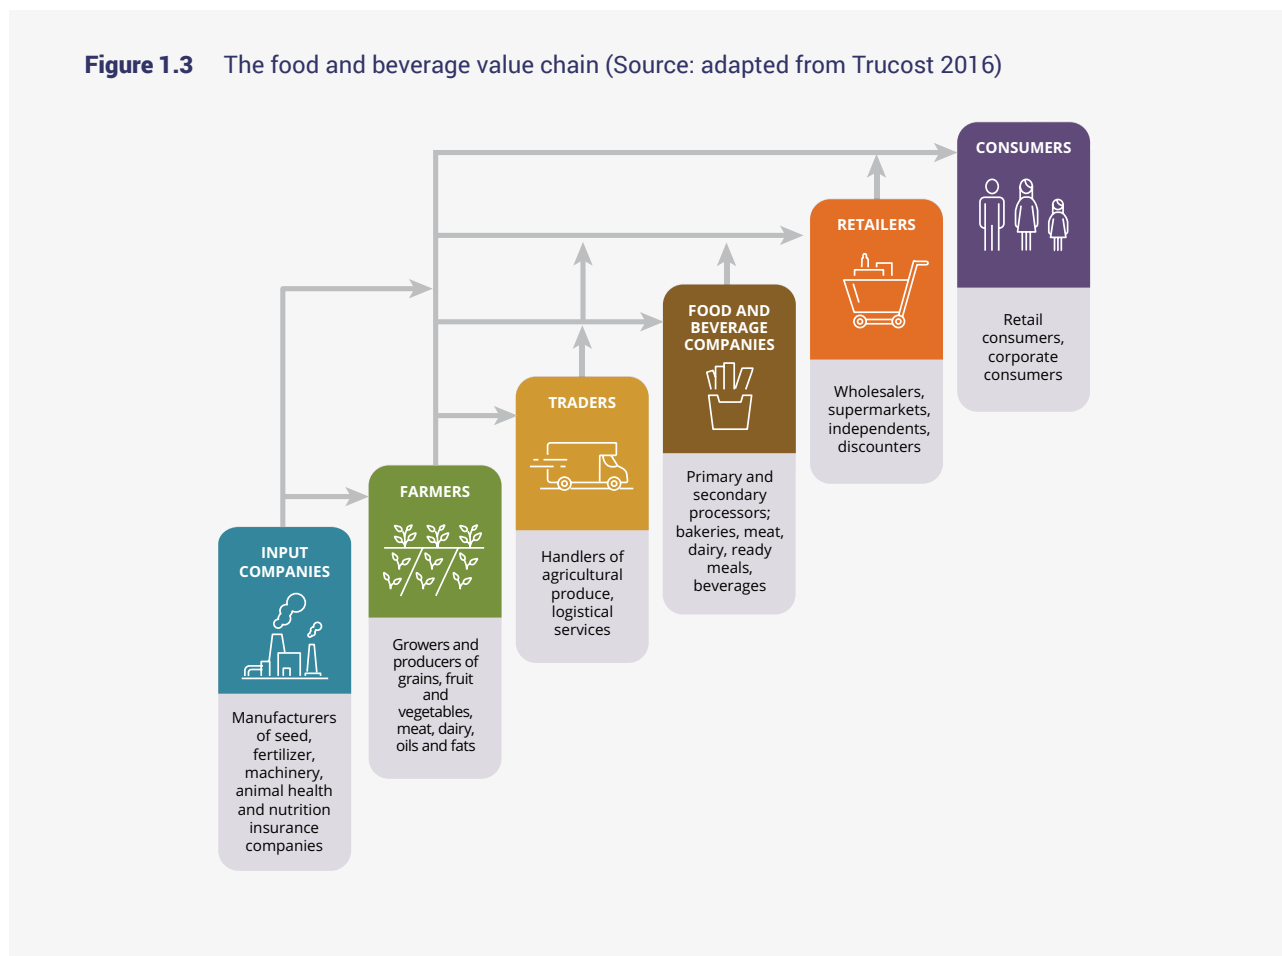 Figure 1.3 The food and beverage value chain (Source: adapted from Trucost 2016)
CONSUMERS
Retail
consumers,
corporate
consumers
RETAILERS
Wholesalers,
supermarkets,
independents,
discounters
FOOD AND
BEVERAGE
COMPANIES
Primary and
secondary
processors;
bakeries, meat,
dairy, ready
meals,
beverages
TRADERS
Handlers of
agricultural
produce,
logistical
services
FARMERS
Growers and
producers of
grains, fruit
and
vegetables,
meat, dairy,
oils and fats
INPUT
COMPANIES
Manufacturers
of seed,
fertilizer,
machinery,
animal health
and nutrition
insurance
companies